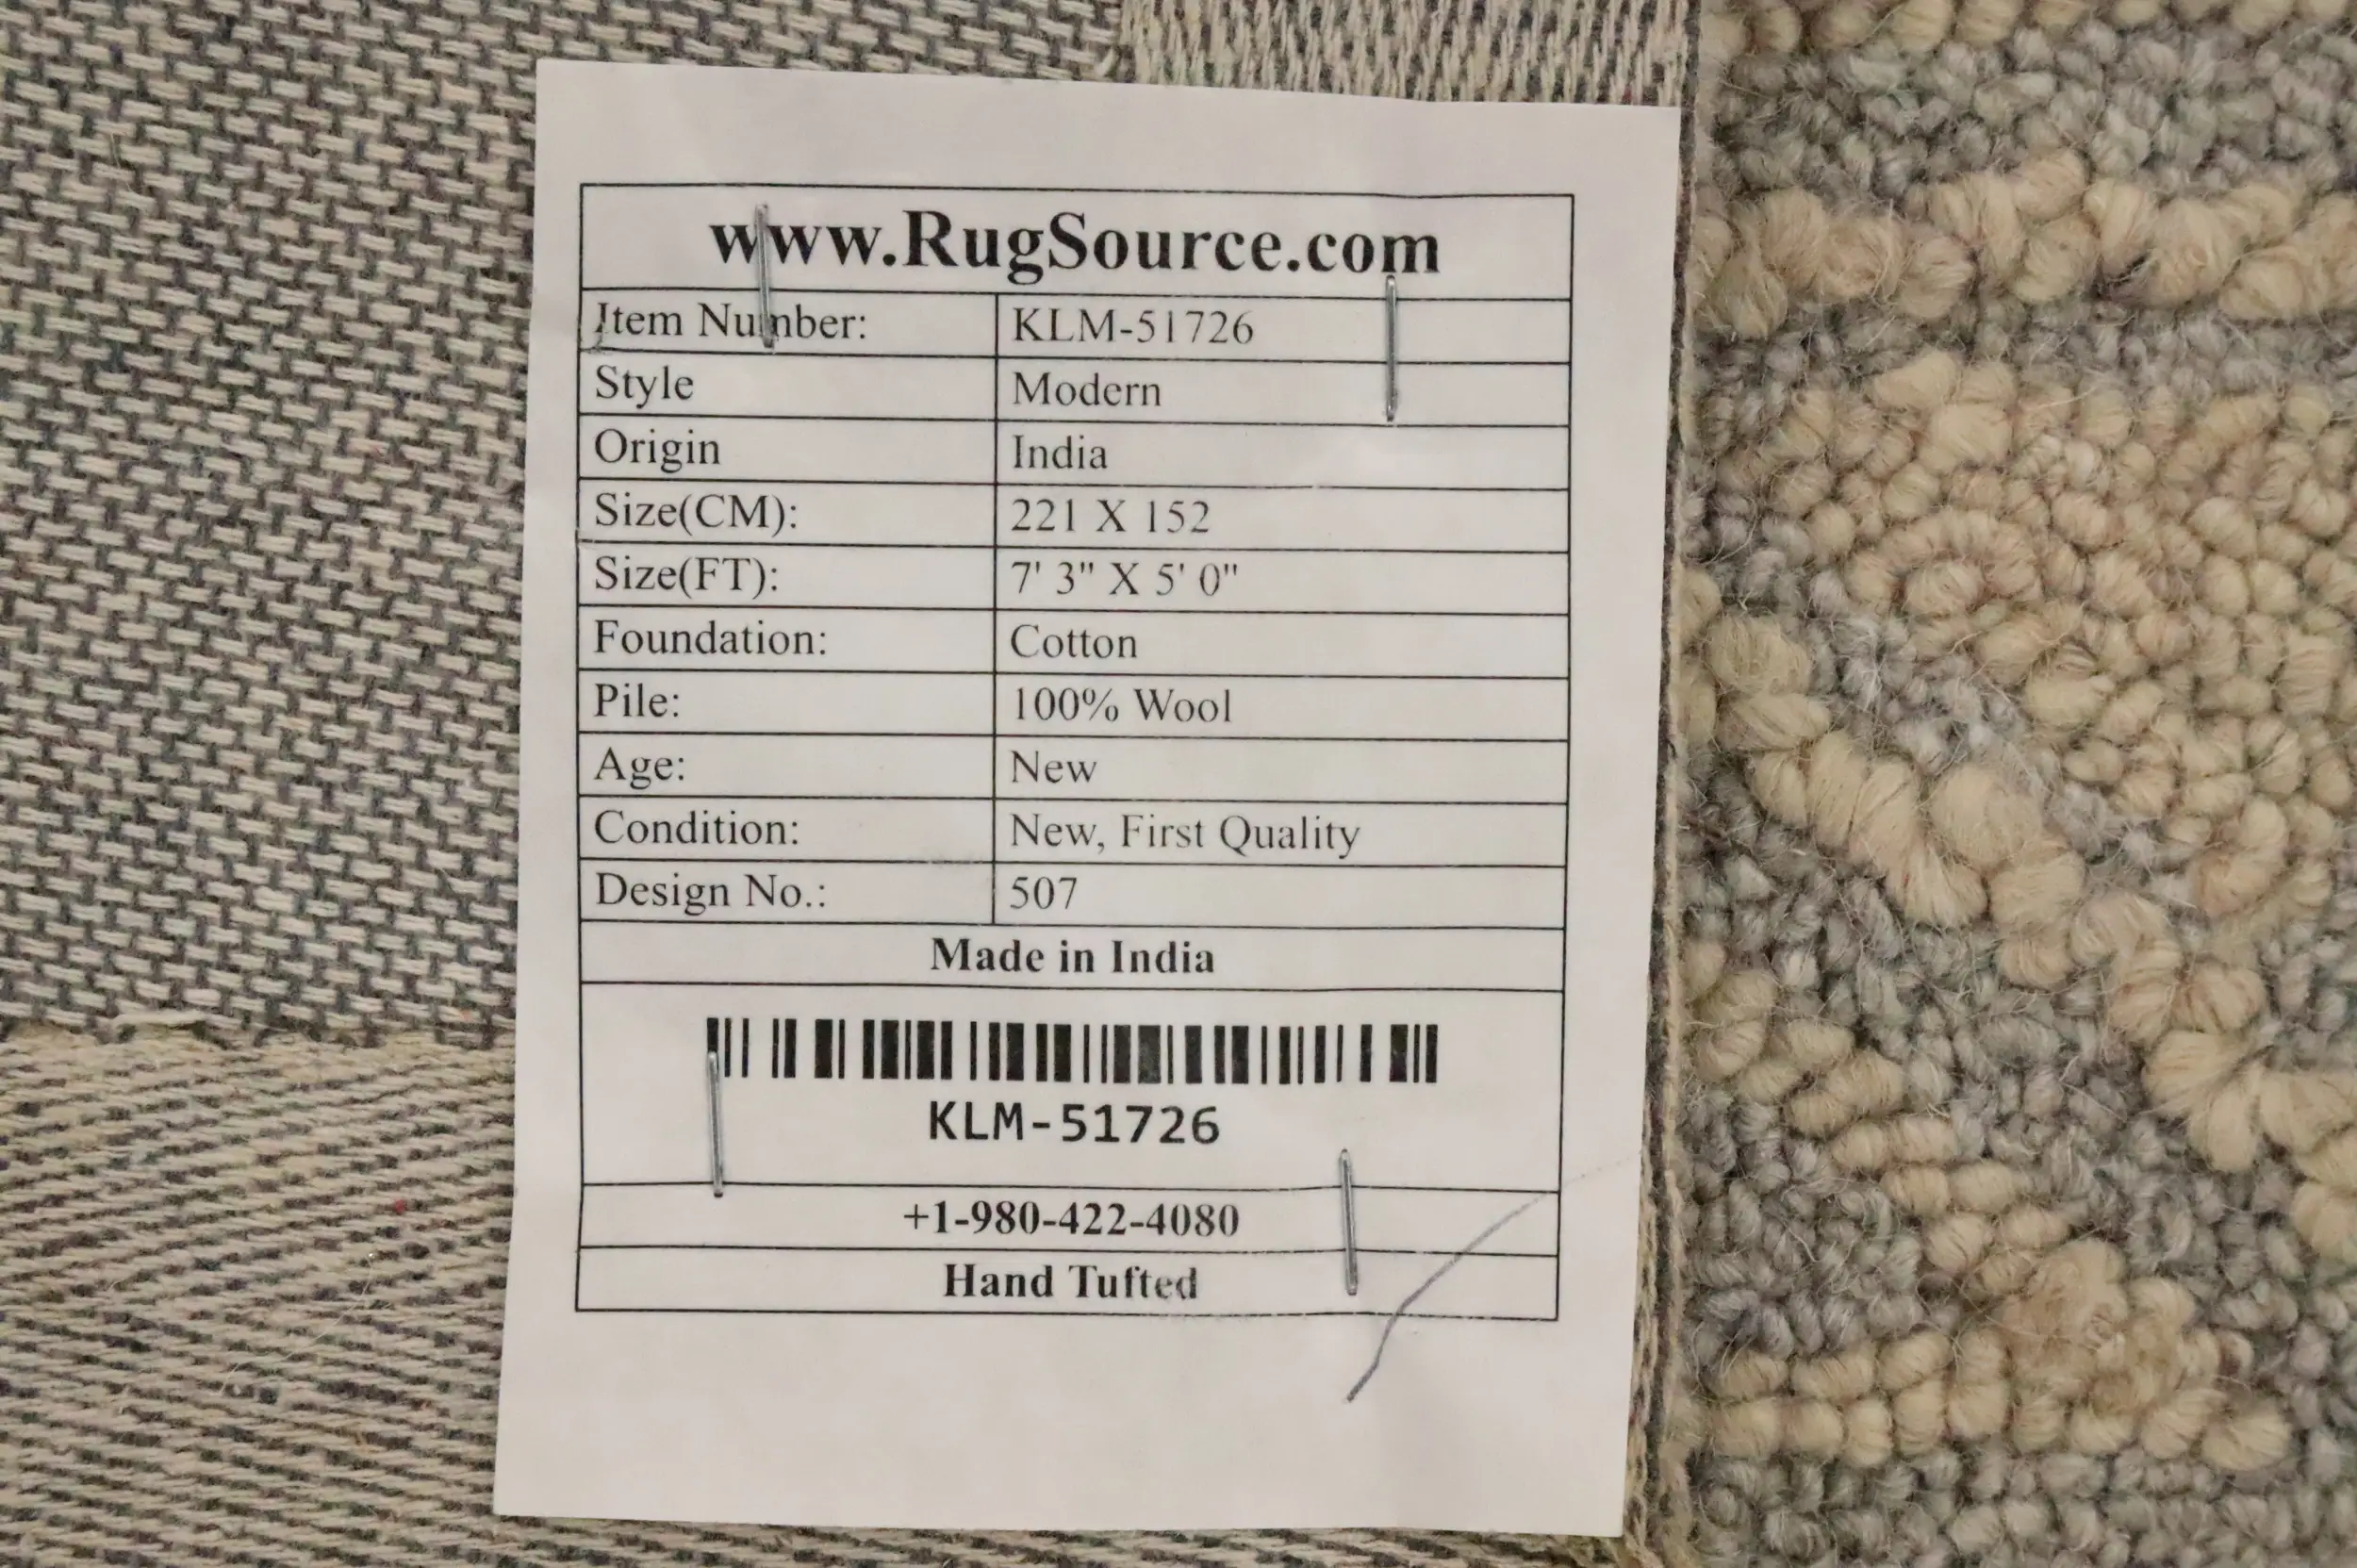 www.RugSource.com
Item Number: KLM-51726
Style Modern
Origin India
Size(CM): 221 X 152
Size(FT): 7' 3" X 5' 0"
Foundation: Cotton
Pile: 100% Wool
Age: New
Condition: New, First Quality
Design No.: 507
Made in India
KLM-51726
+1-980-422-4080
Hand Tufted